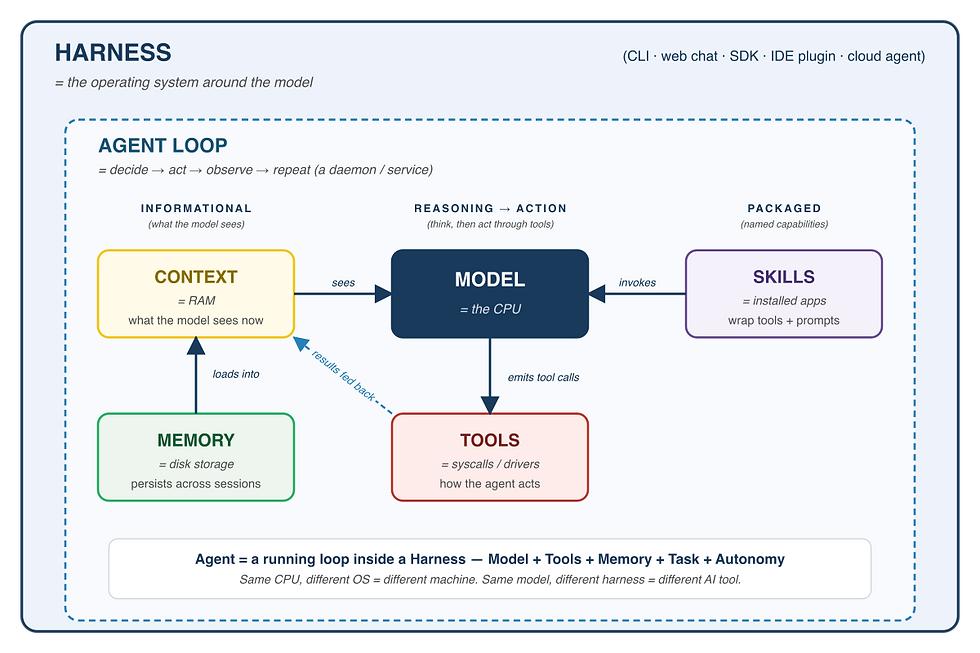 HARNESS
(CLI · web chat · SDK · IDE plugin · cloud agent)
= the operating system around the model
AGENT LOOP
= decide → act → observe → repeat (a daemon / service)
INFORMATIONAL
(what the model sees)
REASONING → ACTION
(think, then act through tools)
PACKAGED
(named capabilities)
CONTEXT
= RAM
what the model sees now
sees
MODEL
= the CPU
invokes
SKILLS
= installed apps
wrap tools + prompts
loads into
results fed back
emits tool calls
MEMORY
= disk storage
persists across sessions
TOOLS
= syscalls / drivers
how the agent acts
Agent = a running loop inside a Harness — Model + Tools + Memory + Task + Autonomy
Same CPU, different OS = different machine. Same model, different harness = different AI tool.